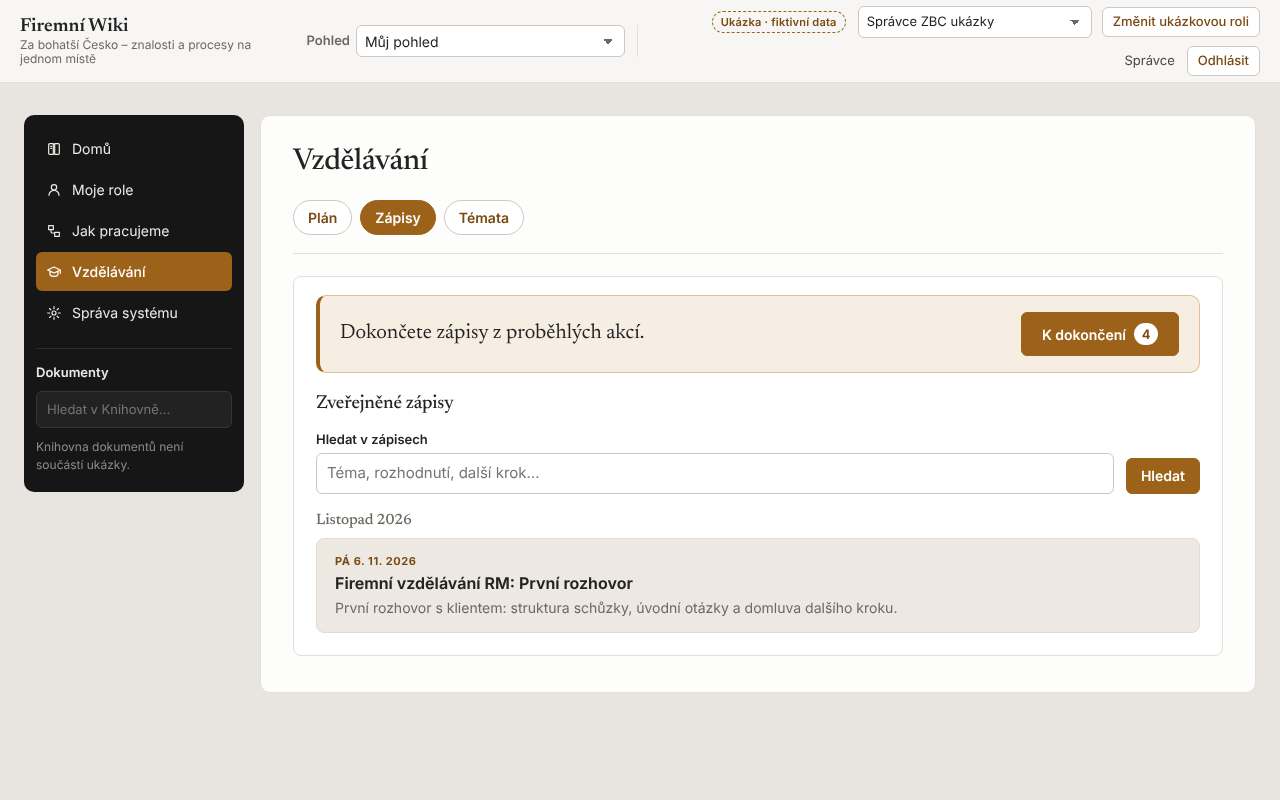 Firemní Wiki
Za bohatší Česko – znalosti a procesy na
jednom místě
Pohled
Můj pohled
Ukázka · fiktivní data
Správce ZBC ukázky
Změnit ukázkovou roli
Správce
Odhlásit
Domů
Moje role
Jak pracujeme
Vzdělávání
Správa systému
Dokumenty
Hledat v Knihovně...
Knihovna dokumentů není
součástí ukázky.
Vzdělávání
Plán
Zápisy
Témata
Dokončete zápisy z proběhlých akcí.
K dokončení 4
Zveřejněné zápisy
Hledat v zápisech
Téma, rozhodnutí, další krok...
Hledat
Listopad 2026
PÁ 6. 11. 2026
Firemní vzdělávání RM: První rozhovor
První rozhovor s klientem: struktura schůzky, úvodní otázky a domluva dalšího kroku.